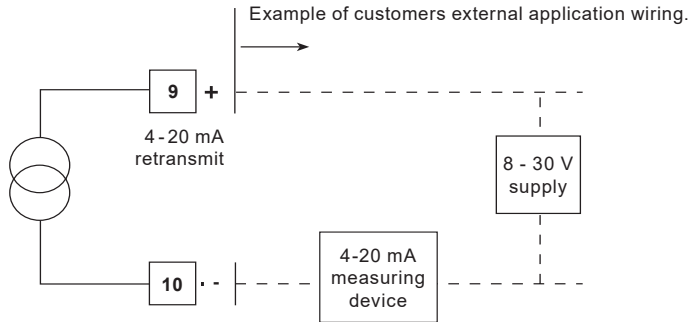 Example of customers external application wiring.
9 +
4-20 mA
retransmit
8 - 30 V
supply
10 . -
4-20 mA
measuring
device